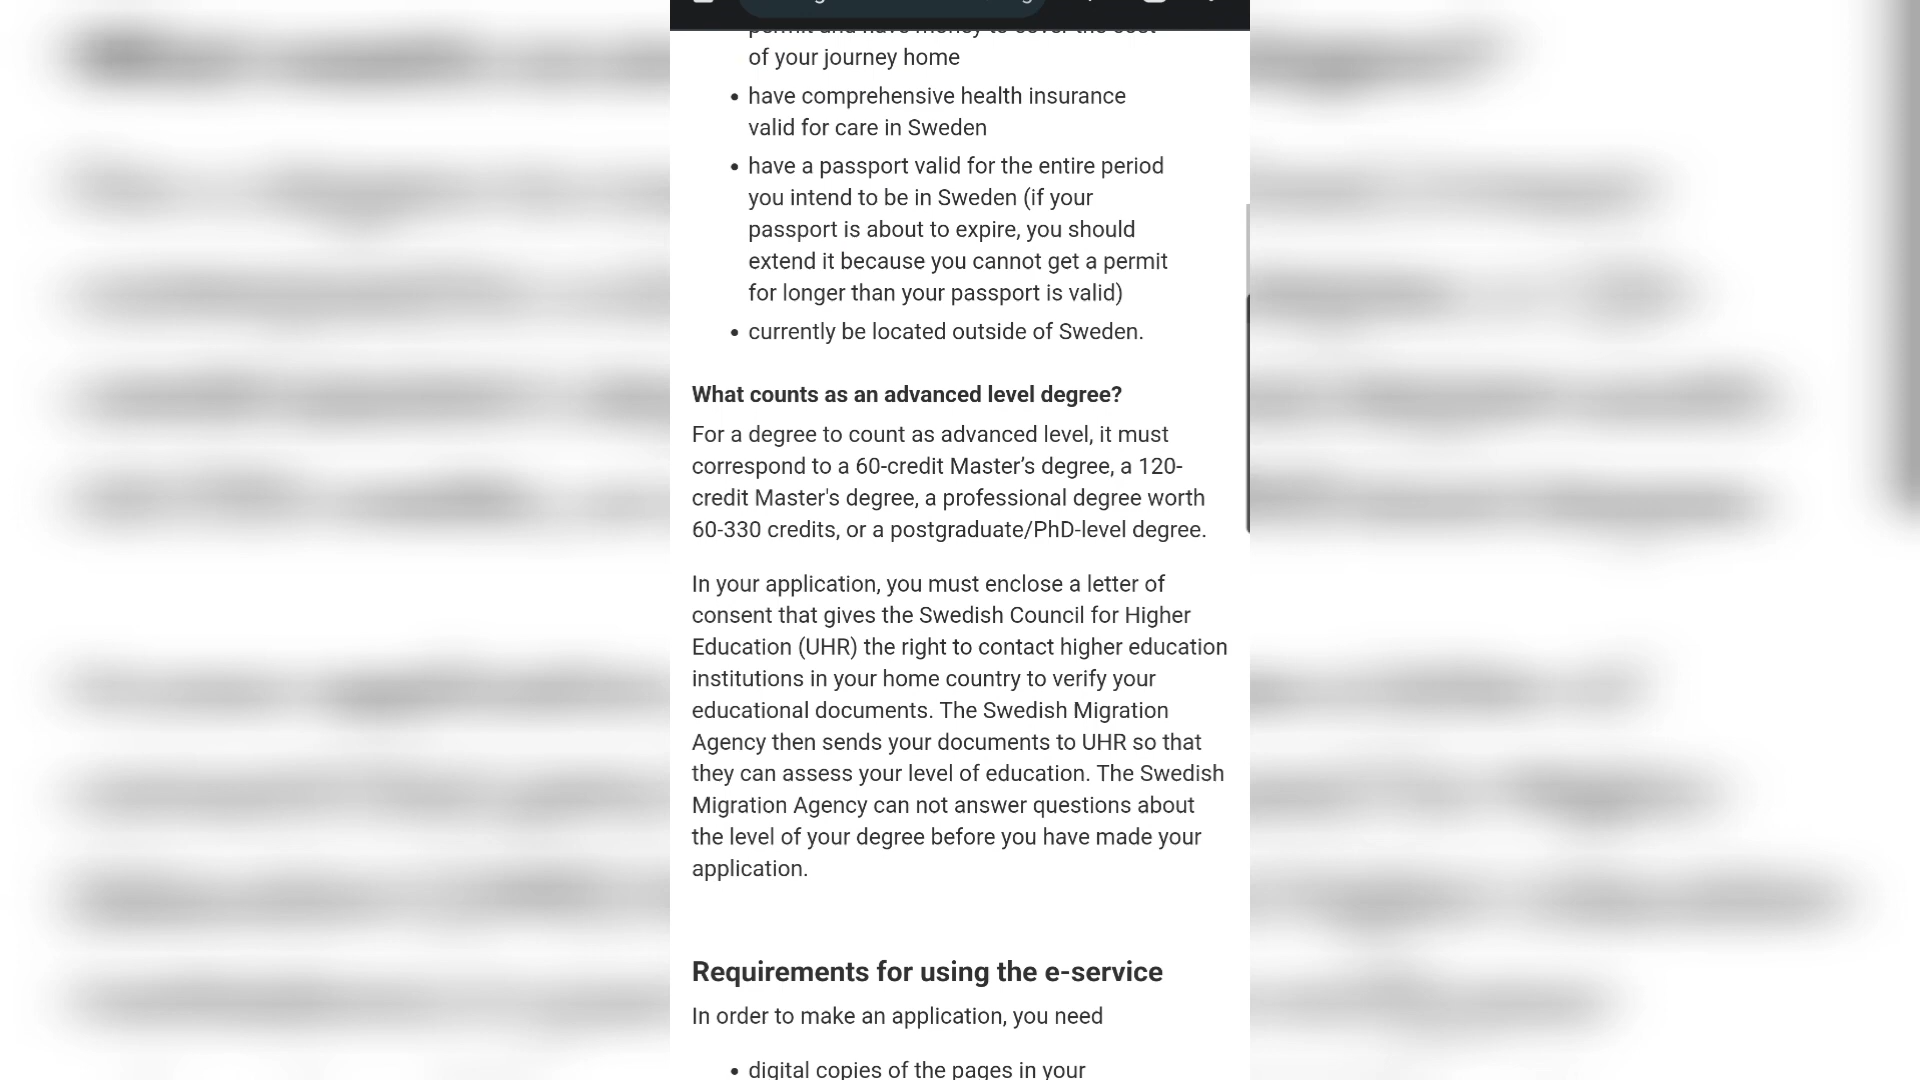 permit and have money to cover the cost
of your journey home
• have comprehensive health insurance
valid for care in Sweden
• have a passport valid for the entire period
you intend to be in Sweden (if your
passport is about to expire, you should
extend it because you cannot get a permit
for longer than your passport is valid)
• currently be located outside of Sweden.
What counts as an advanced level degree?
For a degree to count as advanced level, it must
correspond to a 60-credit Master’s degree, a 120-
credit Master's degree, a professional degree worth
60-330 credits, or a postgraduate/PhD-level degree.
In your application, you must enclose a letter of
consent that gives the Swedish Council for Higher
Education (UHR) the right to contact higher education
institutions in your home country to verify your
educational documents. The Swedish Migration
Agency then sends your documents to UHR so that
they can assess your level of education. The Swedish
Migration Agency can not answer questions about
the level of your degree before you have made your
application.
Requirements for using the e-service
In order to make an application, you need
• digital copies of the pages in your